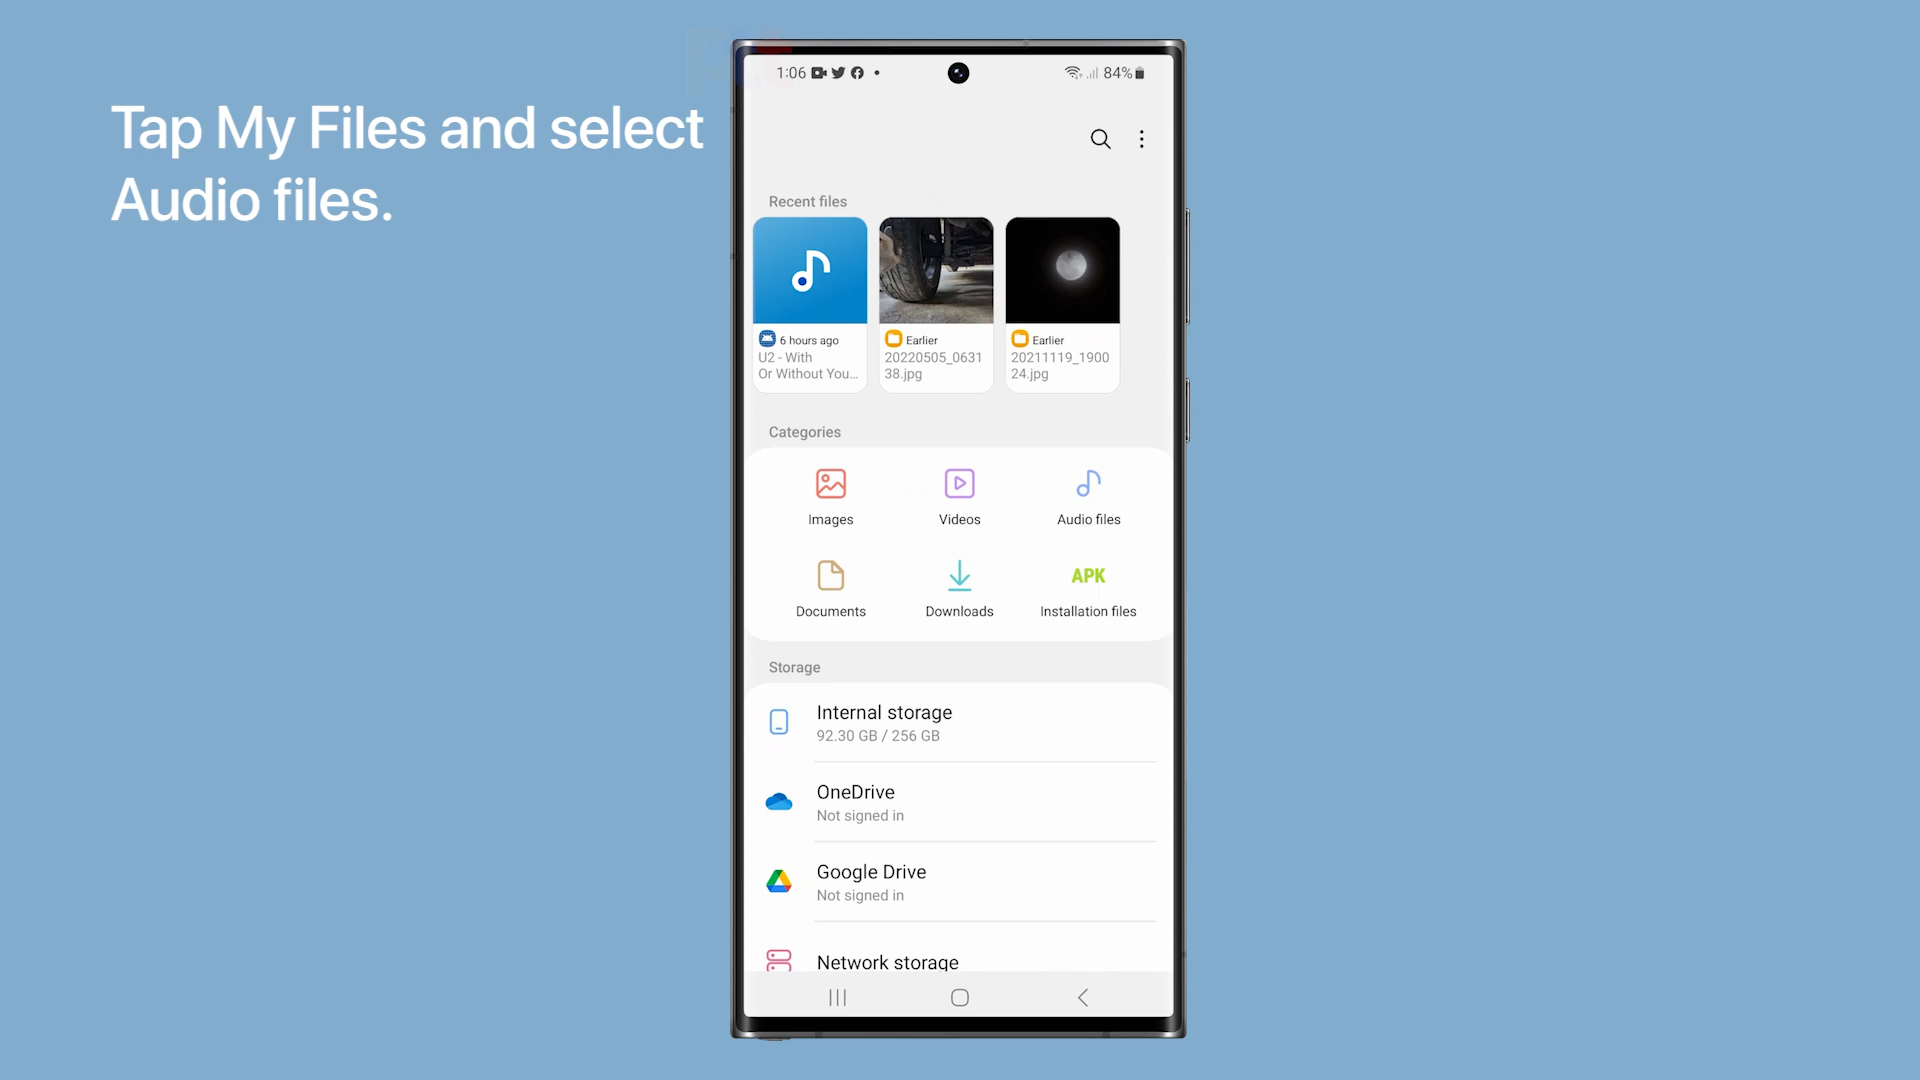 Tap My Files and select
Audio files.
1:06
84%
Recent files
6 hours ago
U2 - With
Or Without You...
Earlier
20220505_0631
38.jpg
Earlier
20211119_1900
24.jpg
Categories
Images
Videos
Audio files
Documents
Downloads
APK
Installation files
Storage
Internal storage
92.30 GB / 256 GB
OneDrive
Not signed in
Google Drive
Not signed in
Network storage